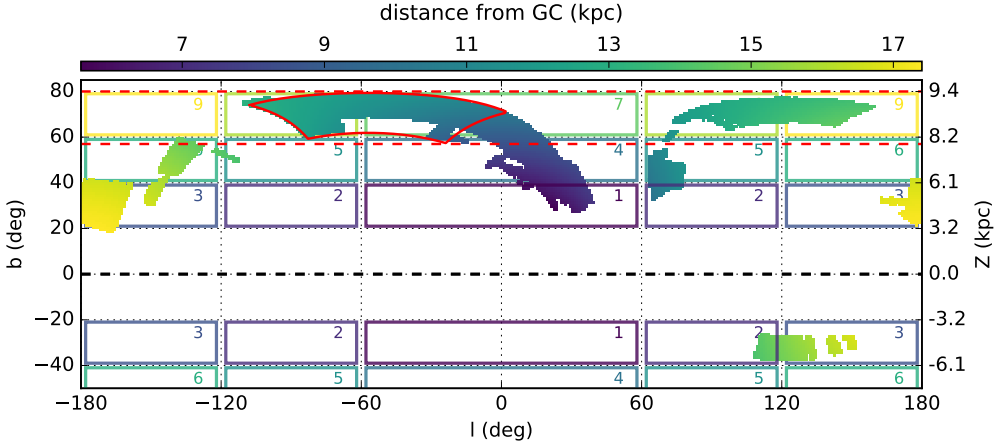 distance from GC (kpc)
7 9 11 13 15 17
80 9 7 9 9.4
60 5 4 5 6 8.2
40 3 2 1 2 3 6.1
20 3.2
0 0.0
−20 3 2 1 2 3 -3.2
−40 6 5 4 5 6 -6.1
−180 −120 −60 0 60 120 180
l (deg)
b (deg)
Z (kpc)